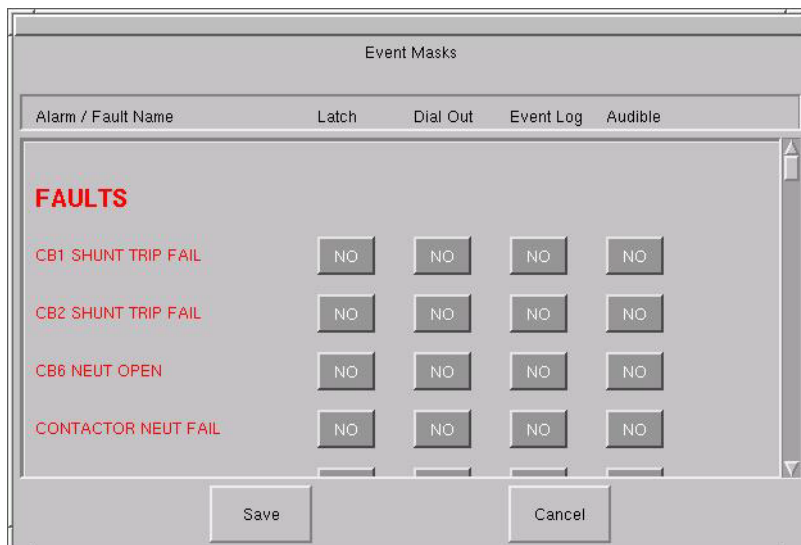 Event Masks
Alarm / Fault Name Latch Dial Out Event Log Audible
FAULTS
CB1 SHUNT TRIP FAIL NO NO NO NO
CB2 SHUNT TRIP FAIL NO NO NO NO
CB6 NEUT OPEN NO NO NO NO
CONTACTOR NEUT FAIL NO NO NO NO
Save Cancel